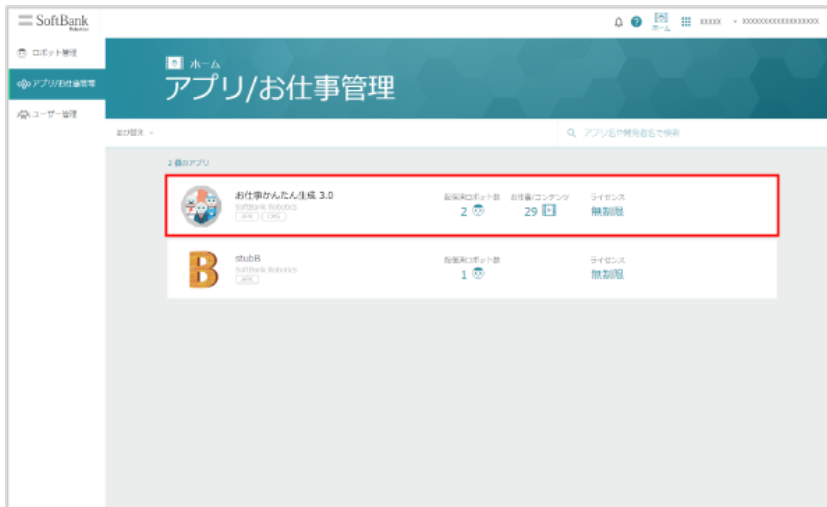 SoftBank
Robotics
ホーム
XXXXX
XXXXXXXXXXXXXXXXXX
ロボット管理
アプリ/お仕事管理
ユーザー管理
ホーム
アプリ/お仕事管理
並び替え
アプリ名や開発者名で検索
2 個のアプリ
お仕事かんたん生成 3.0
SoftBank Robotics
APK CMS
配信済ロボット数 お仕事/コンテンツ ライセンス
2 29 無制限
stubB
SoftBank Robotics
APK
配信済ロボット数 ライセンス
1 無制限